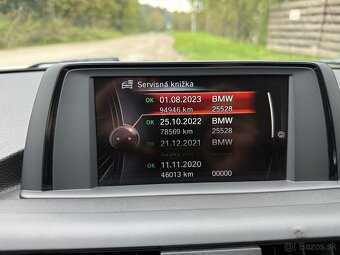 Servisná knižka
OK 01.08.2023 BMW
94946 km 25528
OK 25.10.2022 BMW
78569 km 25528
OK 21.12.2021 BMW
OK 11.11.2020
46013 km 00000
© Bazos.sk